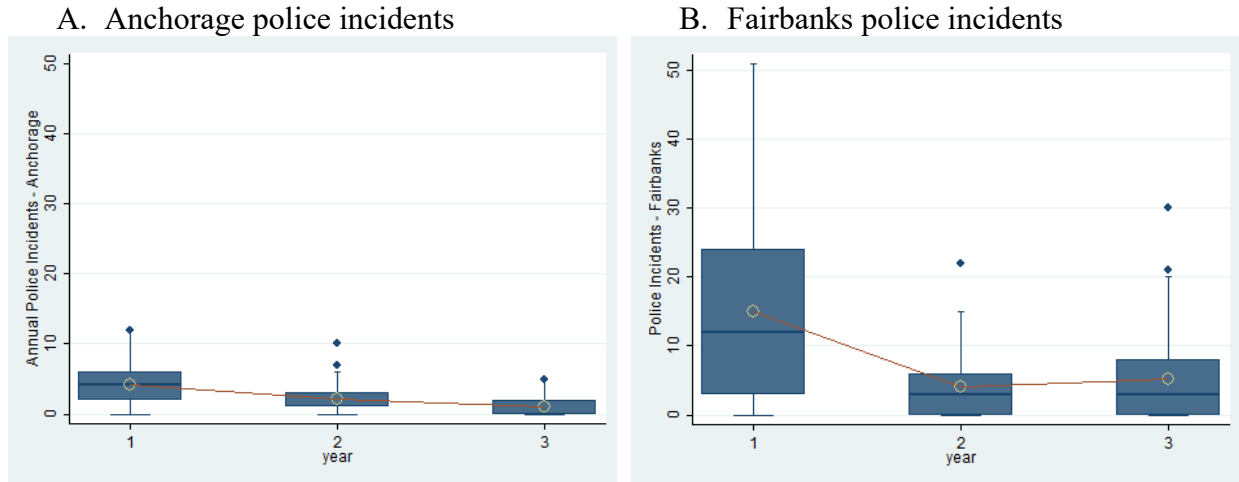 A. Anchorage police incidents
Annual Police Incidents - Anchorage
50
40
30
20
10
0
1 2 3
year
B. Fairbanks police incidents
Police Incidents - Fairbanks
50
40
30
20
10
0
1 2 3
year